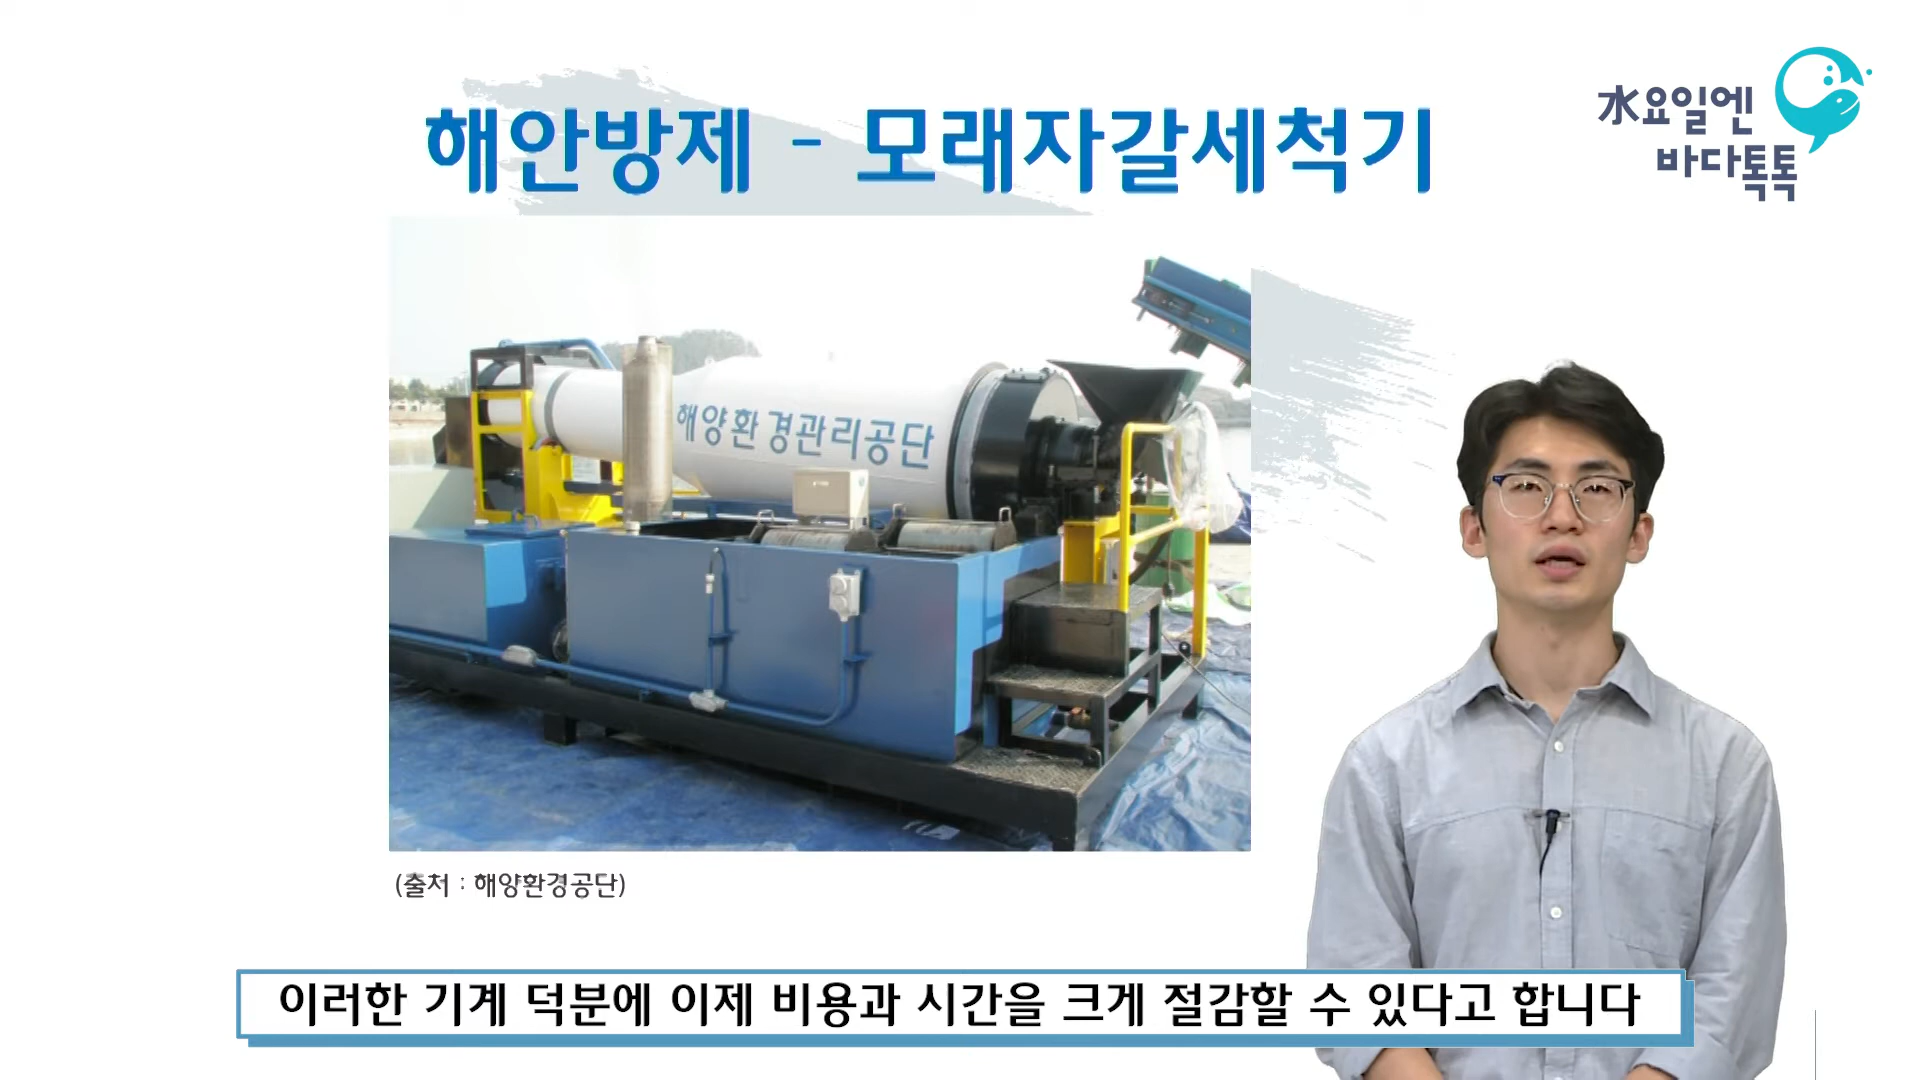 해안방제 - 모래자갈세척기
水요일엔
바다톡톡
해양환경관리공단
(출처 : 해양환경공단)
이러한 기계 덕분에 이제 비용과 시간을 크게 절감할 수 있다고 합니다